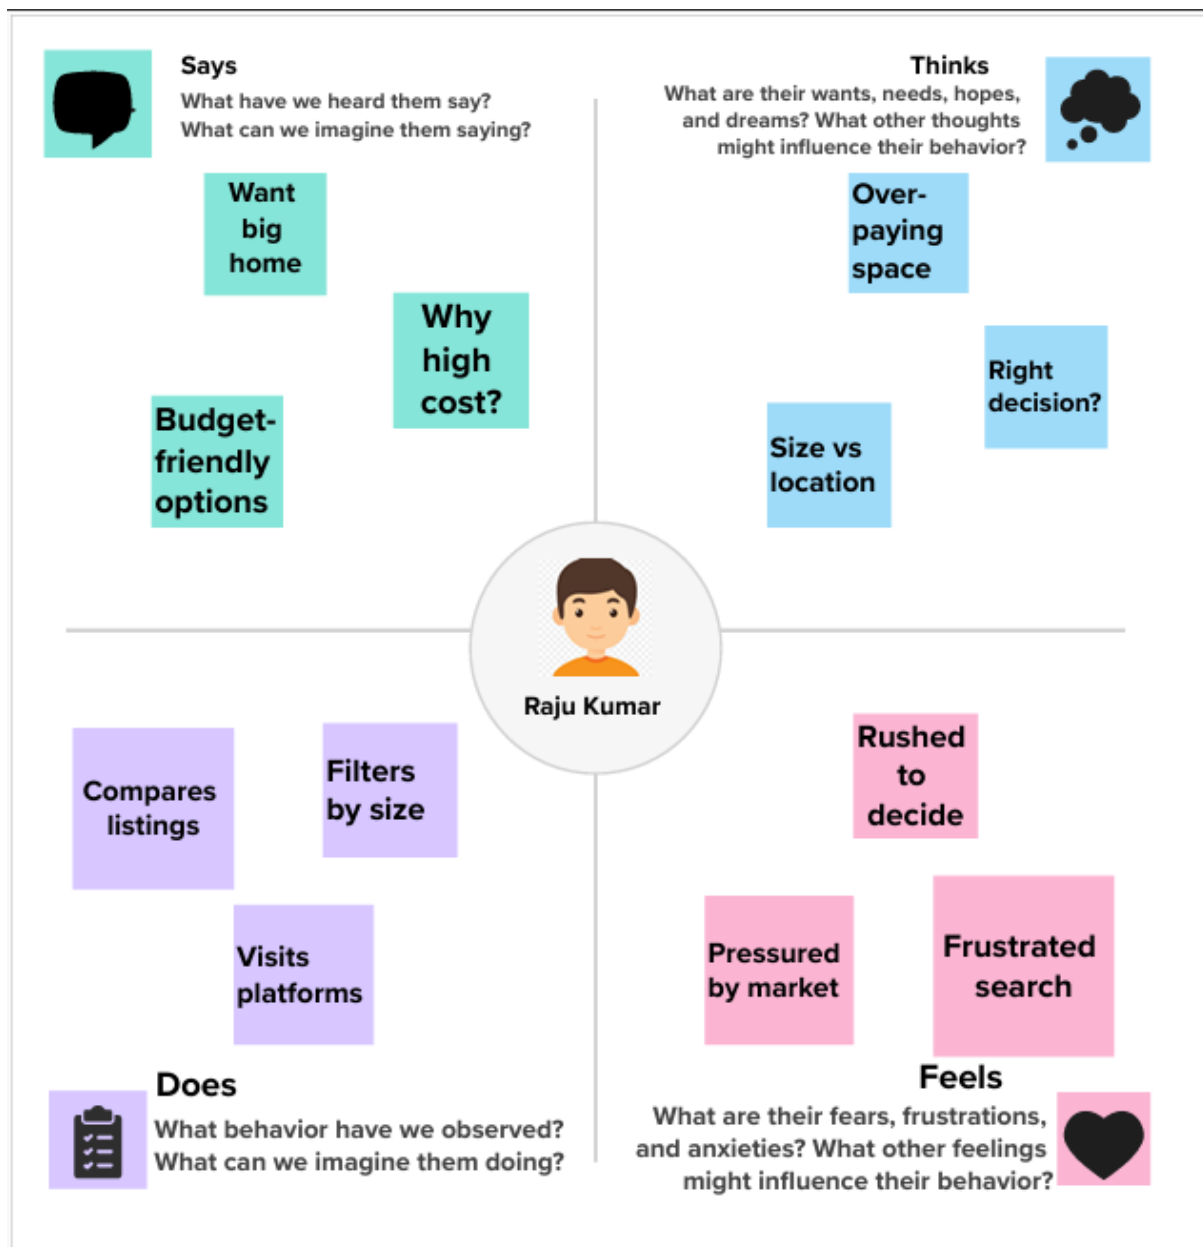 Says
What have we heard them say?
What can we imagine them saying?
Want
big
home
Why
high
cost?
Budget-
friendly
options
Thinks
What are their wants, needs, hopes,
and dreams? What other thoughts
might influence their behavior?
Over-
paying
space
Right
decision?
Size vs
location
Raju Kumar
Compares
listings
Filters
by size
Visits
platforms
Does
What behavior have we observed?
What can we imagine them doing?
Rushed
to
decide
Pressured
by market
Frustrated
search
Feels
What are their fears, frustrations,
and anxieties? What other feelings
might influence their behavior?